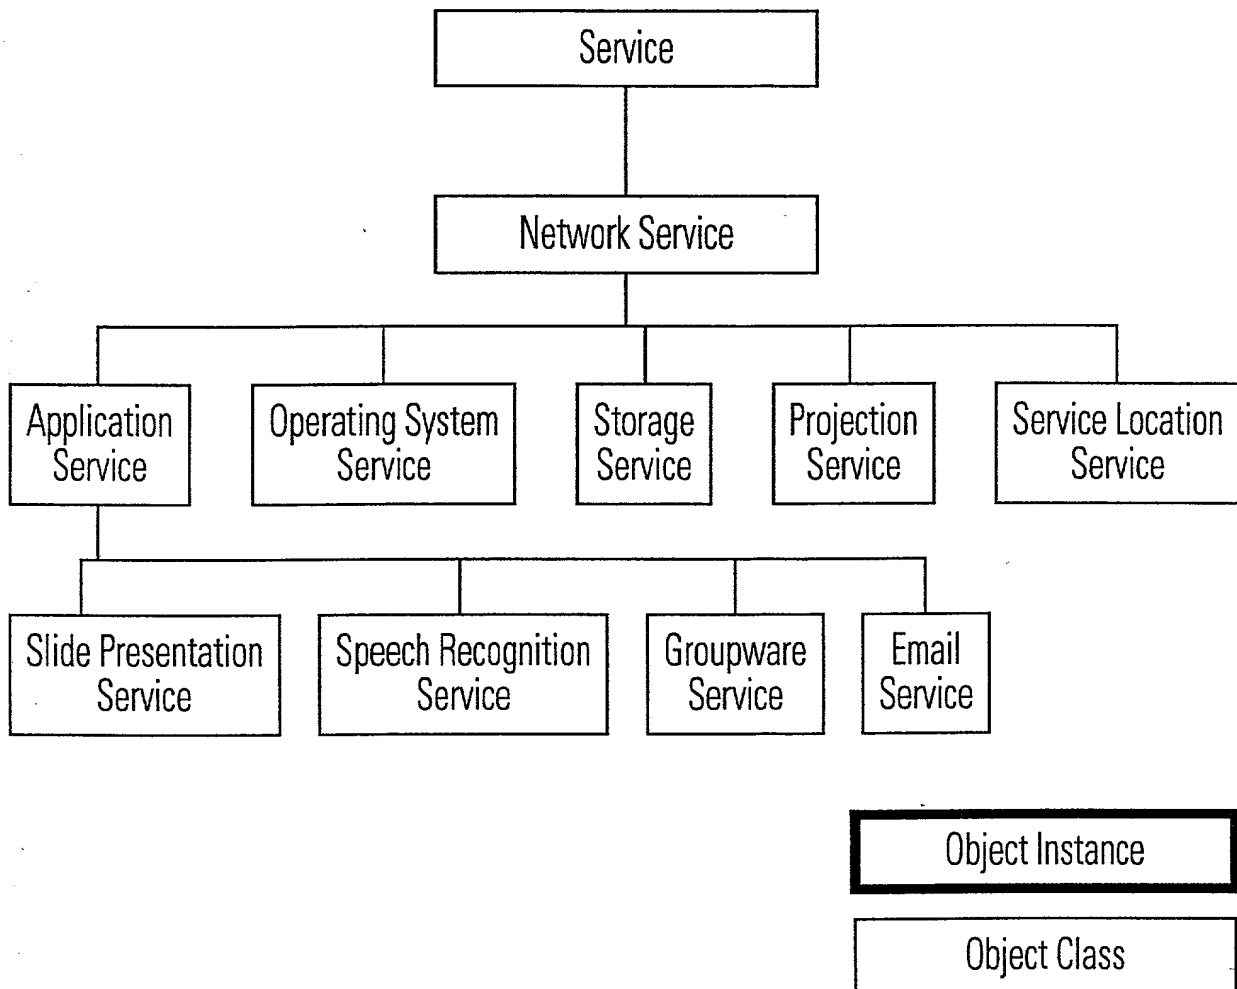 Service
Network Service
Application
Service
Operating System
Service
Storage
Service
Projection
Service
Service Location
Service
Slide Presentation
Service
Speech Recognition
Service
Groupware
Service
Email
Service
Object Instance
Object Class